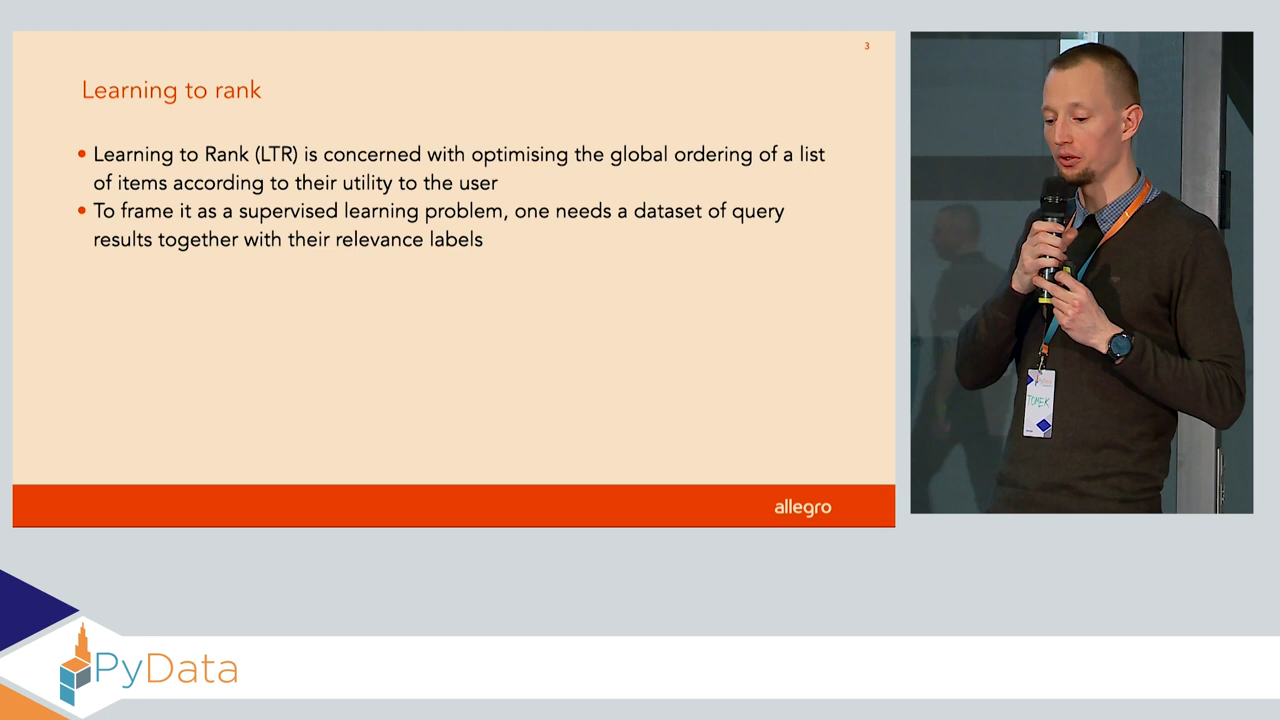 3
Learning to rank
• Learning to Rank (LTR) is concerned with optimising the global ordering of a list
of items according to their utility to the user
• To frame it as a supervised learning problem, one needs a dataset of query
results together with their relevance labels
allegro
TOMEK
PyData